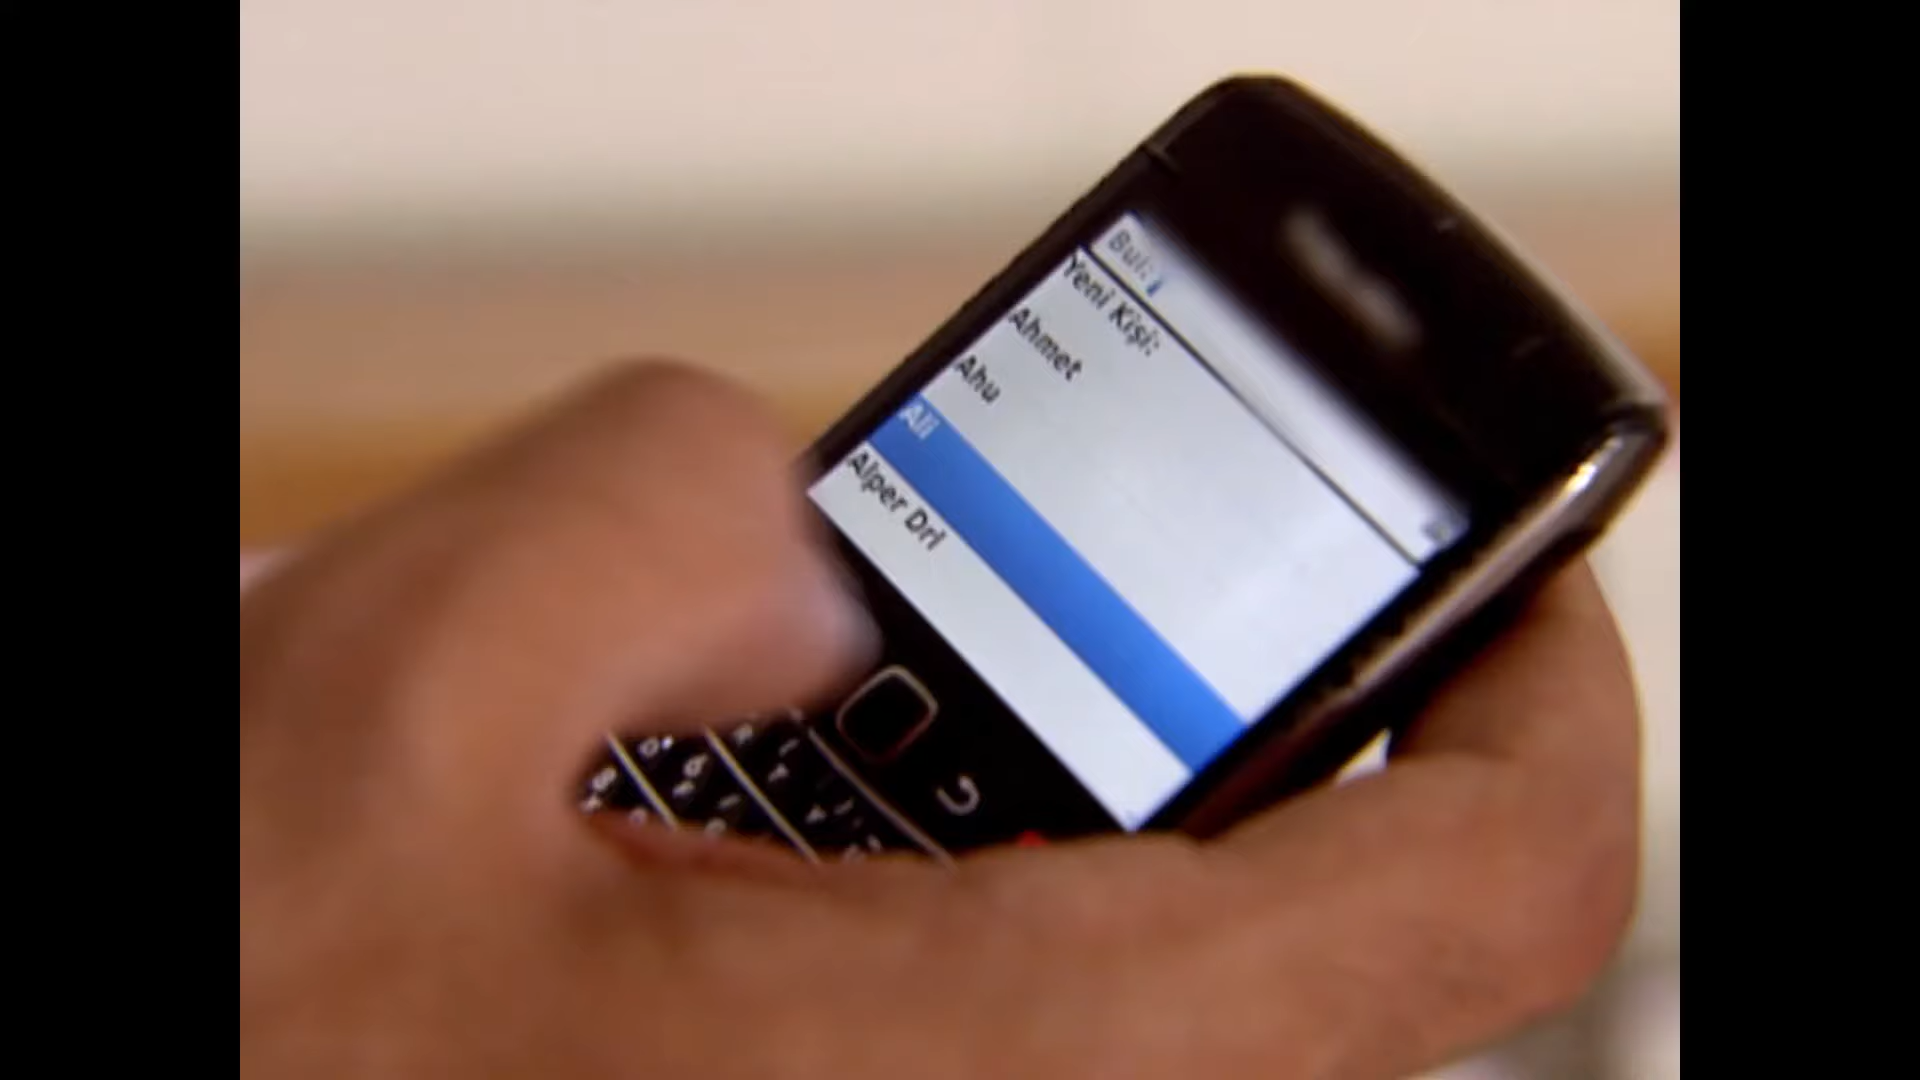 Bul:
Yeni Kişi:
Ahmet
Ahu
Ali
Alper Drl